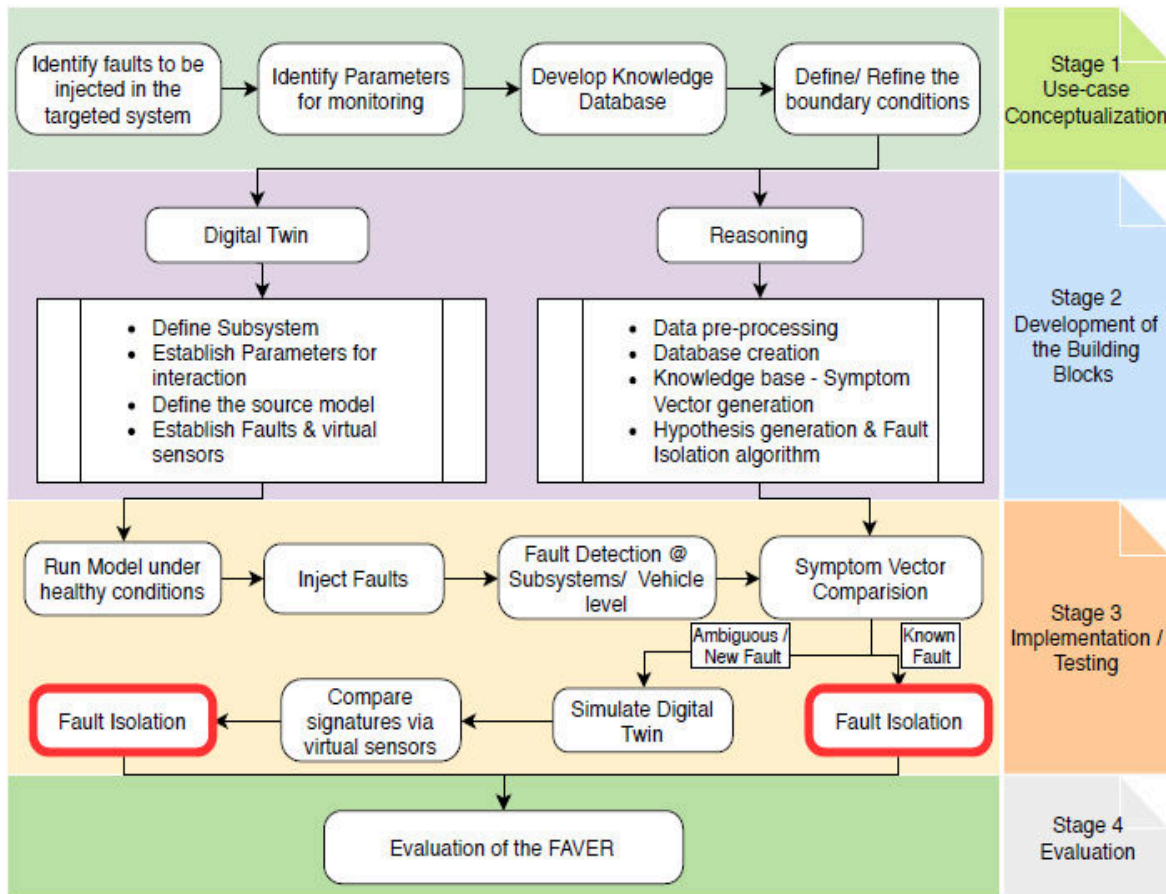 Identify faults to be
injected in the
targeted system
Identify Parameters
for monitoring
Develop Knowledge
Database
Define/ Refine the
boundary conditions
Stage 1
Use-case
Conceptualization
Digital Twin
Reasoning
• Define Subsystem
• Establish Parameters for
interaction
• Define the source model
• Establish Faults & virtual
sensors
• Data pre-processing
• Database creation
• Knowledge base - Symptom
Vector generation
• Hypothesis generation & Fault
Isolation algorithm
Stage 2
Development of
the Building
Blocks
Run Model under
healthy conditions
Inject Faults
Fault Detection @
Subsystems/ Vehicle
level
Symptom Vector
Comparision
Ambiguous /
New Fault
Known
Fault
Fault Isolation
Compare
signatures via
virtual sensors
Simulate Digital
Twin
Fault Isolation
Stage 3
Implementation /
Testing
Evaluation of the FAVER
Stage 4
Evaluation